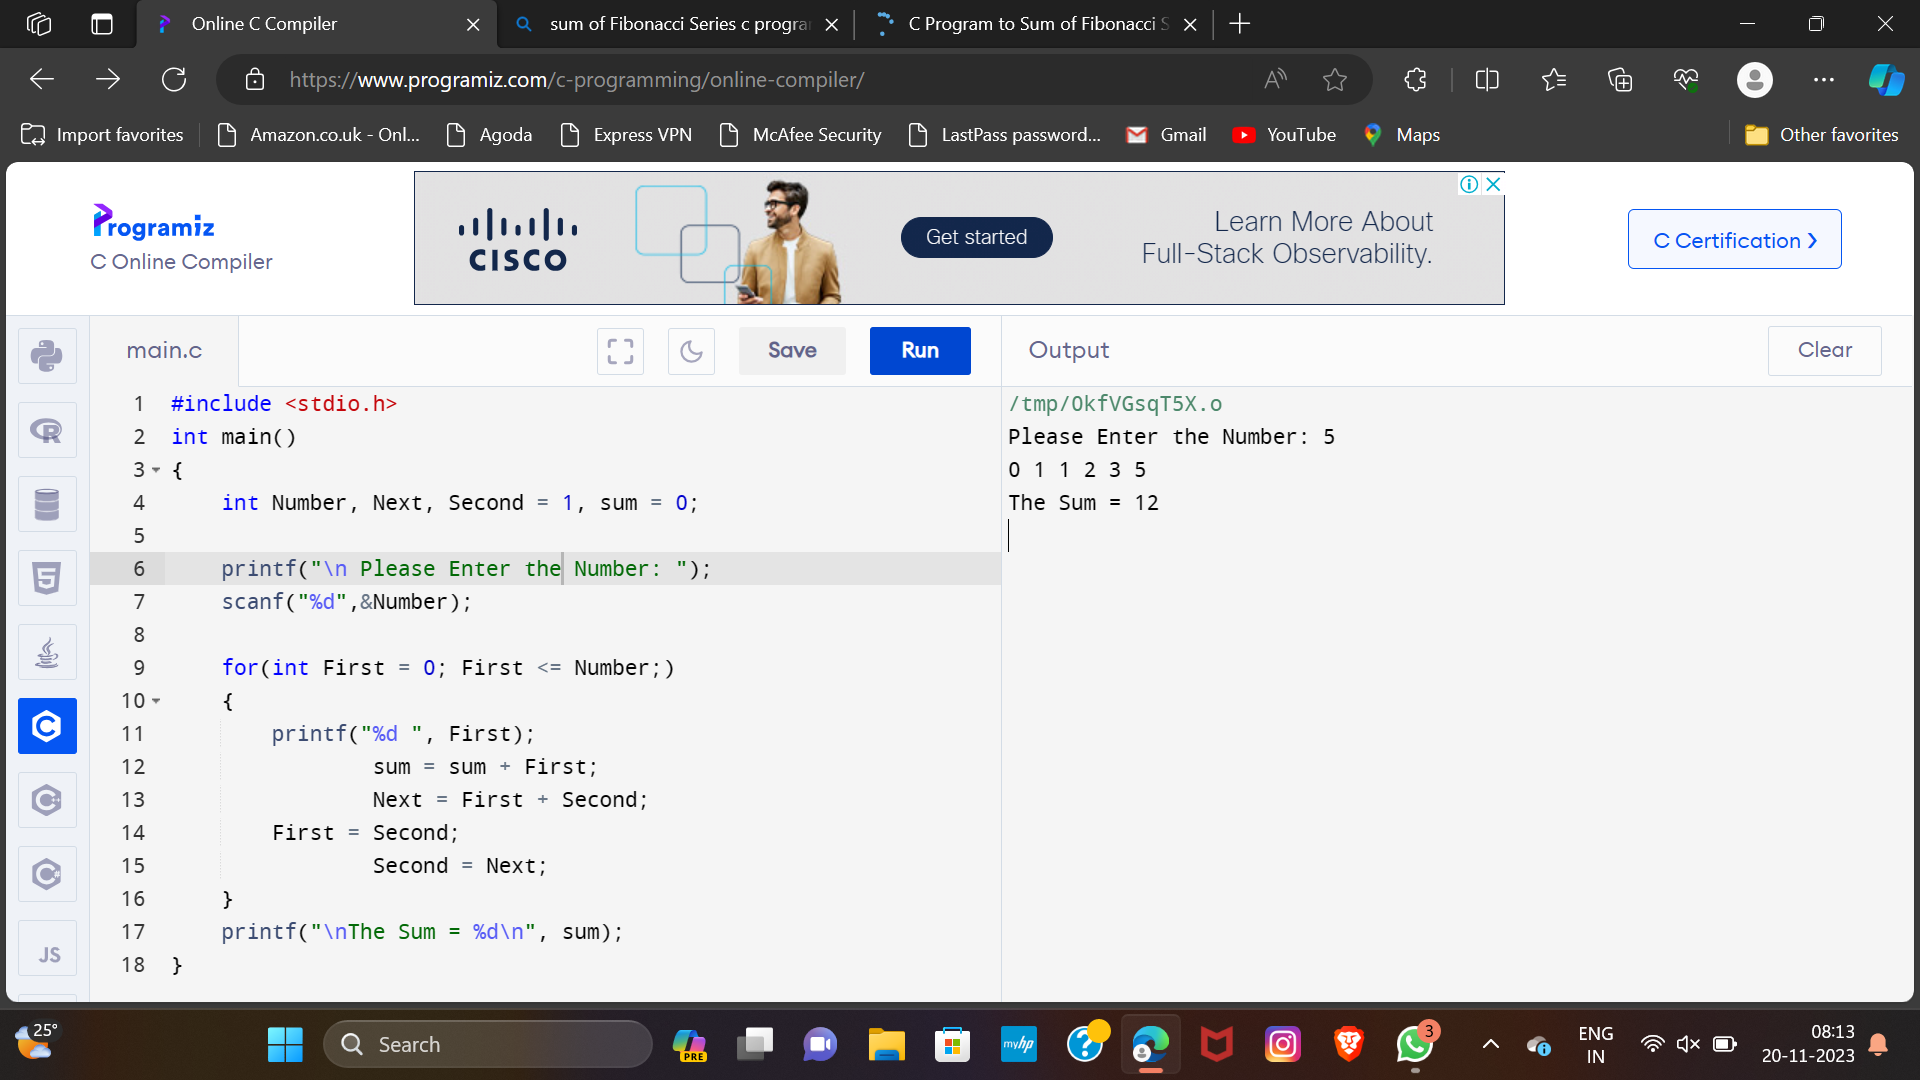 Online C Compiler
sum of Fibonacci Series c progra
C Program to Sum of Fibonacci S
https://www.programiz.com/c-programming/online-compiler/
Import favorites
Amazon.co.uk - Onl...
Agoda
Express VPN
McAfee Security
LastPass password...
Gmail
YouTube
Maps
Other favorites
Programiz
C Online Compiler
CISCO
Get started
Learn More About
Full-Stack Observability.
C Certification ❯
main.c
Save
Run
Output
Clear
1 #include <stdio.h>
2 int main()
3 {
4 int Number, Next, Second = 1, sum = 0;
5
6 printf("\n Please Enter the Number: ");
7 scanf("%d",&Number);
8
9 for(int First = 0; First <= Number;)
10 {
11 printf("%d ", First);
12 sum = sum + First;
13 Next = First + Second;
14 First = Second;
15 Second = Next;
16 }
17 printf("\nThe Sum = %d\n", sum);
18 }
/tmp/OkfVGsqT5X.o
Please Enter the Number: 5
0 1 1 2 3 5
The Sum = 12
R
5
C
JS
25°
Search
PRE
myhp
3
ENG
IN
08:13
20-11-2023